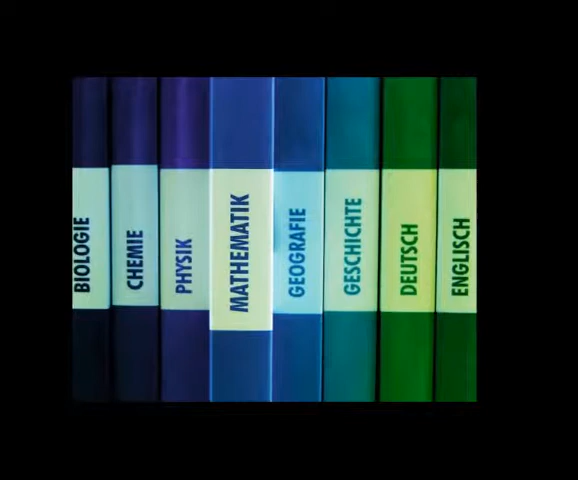 BIOLOGIE
CHEMIE
PHYSIK
MATHEMATIK
GEOGRAFIE
GESCHICHTE
DEUTSCH
ENGLISCH